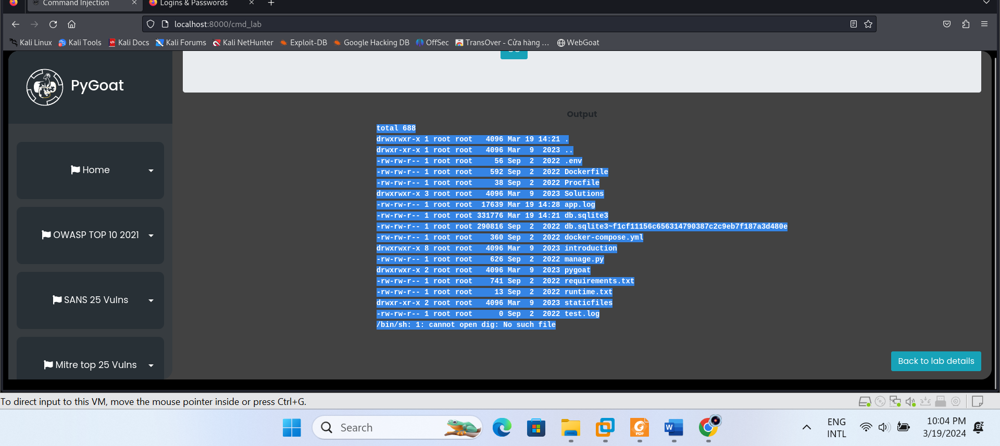 Command Injection
Logins & Passwords
localhost:8000/cmd_lab
Kali Linux
Kali Tools
Kali Docs
Kali Forums
Kali NetHunter
Exploit-DB
Google Hacking DB
OffSec
TransOver - Cửa hàng …
WebGoat
PyGoat
Home
OWASP TOP 10 2021
SANS 25 Vulns
Mitre top 25 Vulns
Output
total 688
drwxrwxr-x 1 root root   4096 Mar 19 14:21 .
drwxr-xr-x 1 root root   4096 Mar  9  2023 ..
-rw-rw-r-- 1 root root     56 Sep  2  2022 .env
-rw-rw-r-- 1 root root    592 Sep  2  2022 Dockerfile
-rw-rw-r-- 1 root root     38 Sep  2  2022 Procfile
drwxrwxr-x 3 root root   4096 Mar  9  2023 Solutions
-rw-rw-r-- 1 root root  17639 Mar 19 14:28 app.log
-rw-rw-r-- 1 root root 331776 Mar 19 14:21 db.sqlite3
-rw-rw-r-- 1 root root 290816 Sep  2  2022 db.sqlite3~f1cf11156c656314790387c2c9eb7f187a3d480e
-rw-rw-r-- 1 root root    360 Sep  2  2022 docker-compose.yml
drwxrwxr-x 8 root root   4096 Mar  9  2023 introduction
-rw-rw-r-- 1 root root    626 Sep  2  2022 manage.py
drwxrwxr-x 2 root root   4096 Mar  9  2023 pygoat
-rw-rw-r-- 1 root root    741 Sep  2  2022 requirements.txt
-rw-rw-r-- 1 root root     13 Sep  2  2022 runtime.txt
drwxr-xr-x 2 root root   4096 Mar  9  2023 staticfiles
-rw-rw-r-- 1 root root      0 Sep  2  2022 test.log
/bin/sh: 1: cannot open dig: No such file
Back to lab details
To direct input to this VM, move the mouse pointer inside or press Ctrl+G.
Search
PDF
W
ENG
INTL
10:04 PM
3/19/2024